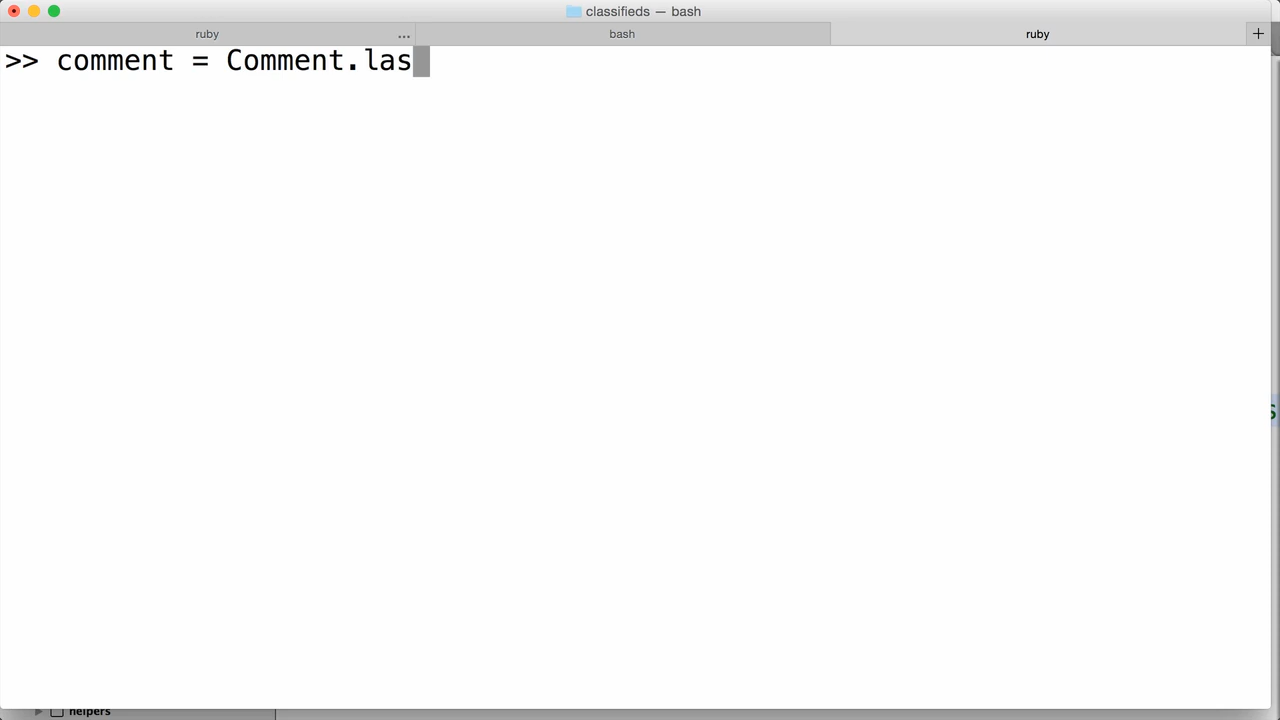 classifieds — bash
ruby ... bash ruby +
>> comment = Comment.las
s
helpers